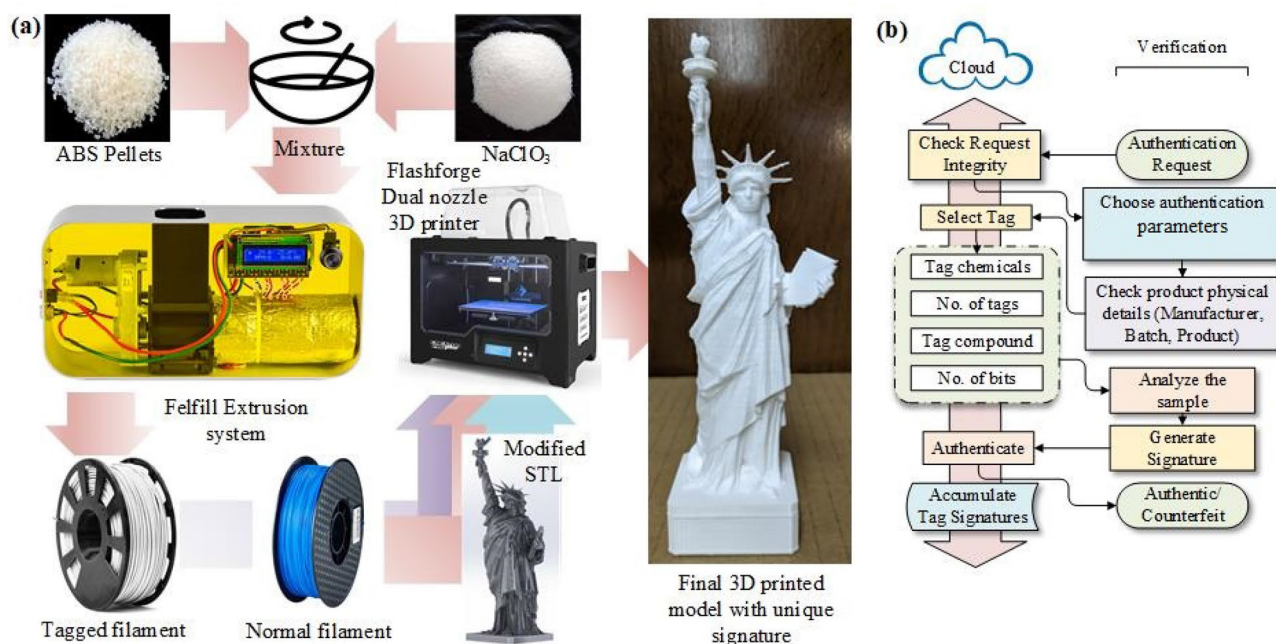 (a)
ABS Pellets
Mixture
NaClO₃
Flashforge
Dual nozzle
3D printer
Felfill Extrusion
system
Modified
STL
Tagged filament
Normal filament
Final 3D printed
model with unique
signature
(b)
Cloud
Verification
Check Request
Integrity
Authentication
Request
Select Tag
Choose authentication
parameters
Tag chemicals
No. of tags
Tag compound
No. of bits
Check product physical
details (Manufacturer,
Batch, Product)
Analyze the
sample
Authenticate
Generate
Signature
Accumulate
Tag Signatures
Authentic/
Counterfeit